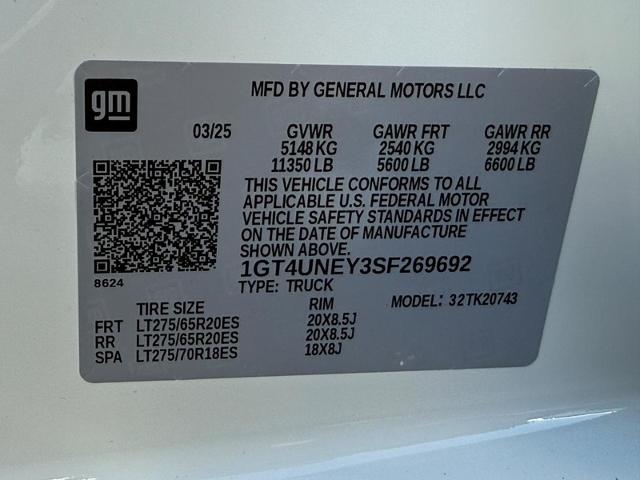 gm
MFD BY GENERAL MOTORS LLC
03/25 GVWR GAWR FRT GAWR RR
5148 KG 2540 KG 2994 KG
11350 LB 5600 LB 6600 LB
THIS VEHICLE CONFORMS TO ALL
APPLICABLE U.S. FEDERAL MOTOR
VEHICLE SAFETY STANDARDS IN EFFECT
ON THE DATE OF MANUFACTURE
SHOWN ABOVE.
1GT4UNEY3SF269692
8624
TYPE: TRUCK MODEL: 32TK20743
TIRE SIZE RIM
FRT LT275/65R20ES 20X8.5J
RR LT275/65R20ES 20X8.5J
SPA LT275/70R18ES 18X8J